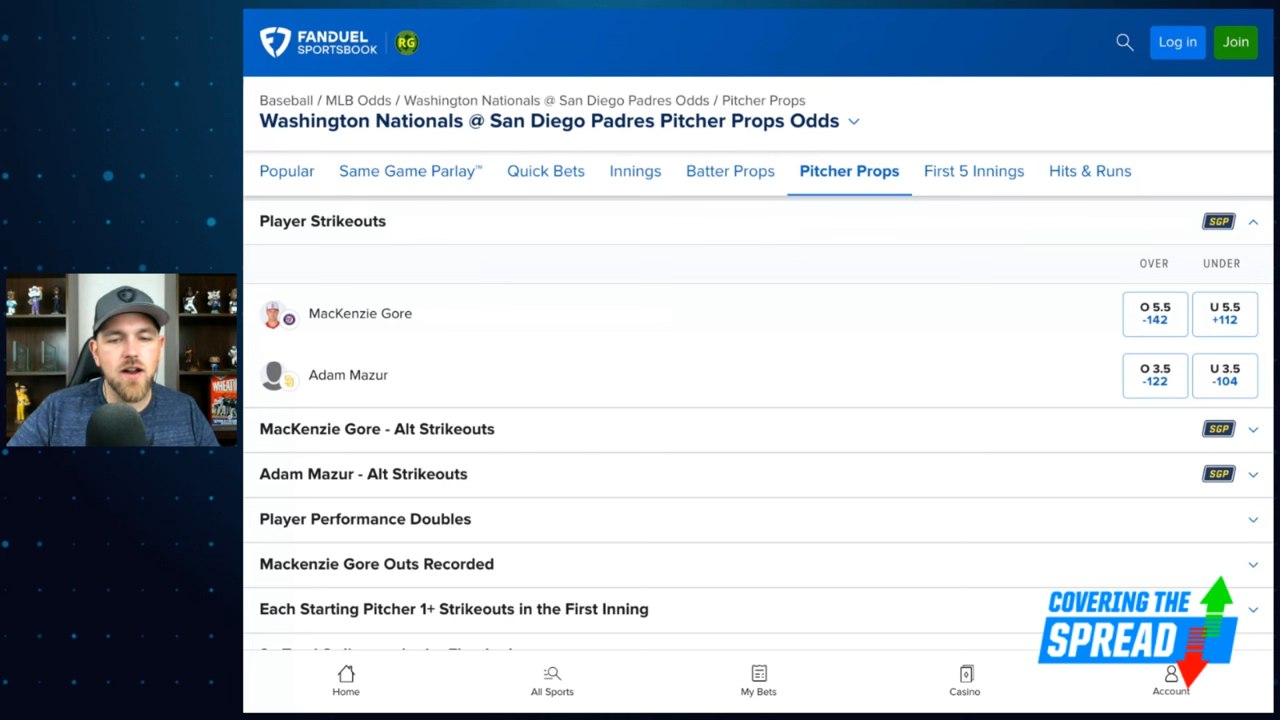 FANDUEL
SPORTSBOOK
RG
Log in
Join
Baseball / MLB Odds / Washington Nationals @ San Diego Padres Odds / Pitcher Props
Washington Nationals @ San Diego Padres Pitcher Props Odds
Popular
Same Game Parlay™
Quick Bets
Innings
Batter Props
Pitcher Props
First 5 Innings
Hits & Runs
Player Strikeouts
SGP
OVER
UNDER
MacKenzie Gore
O 5.5
-142
U 5.5
+112
Adam Mazur
O 3.5
-122
U 3.5
-104
MacKenzie Gore - Alt Strikeouts
SGP
Adam Mazur - Alt Strikeouts
SGP
Player Performance Doubles
Mackenzie Gore Outs Recorded
Each Starting Pitcher 1+ Strikeouts in the First Inning
COVERING THE
SPREAD
Home
All Sports
My Bets
Casino
Account
WHEATIES